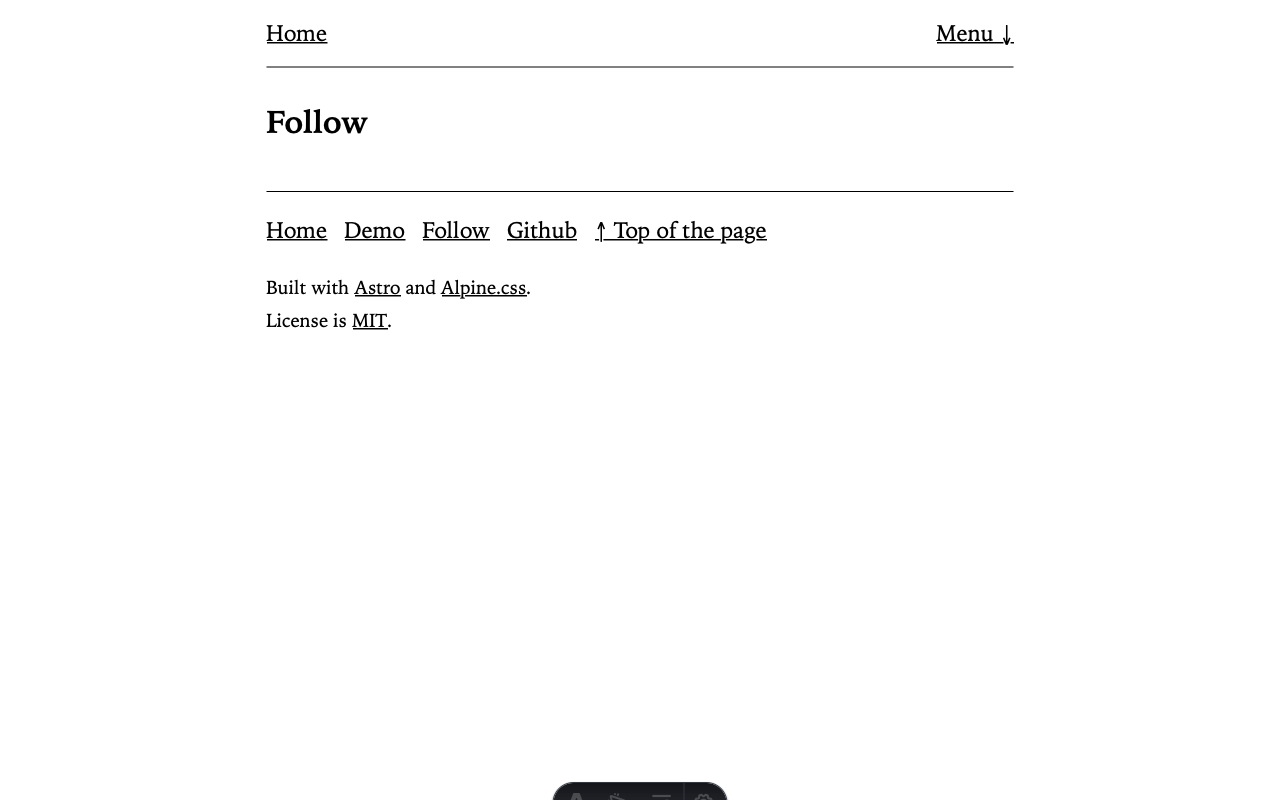 Home Menu ↓
Follow
Home Demo Follow Github ↑ Top of the page
Built with Astro and Alpine.css.
License is MIT.